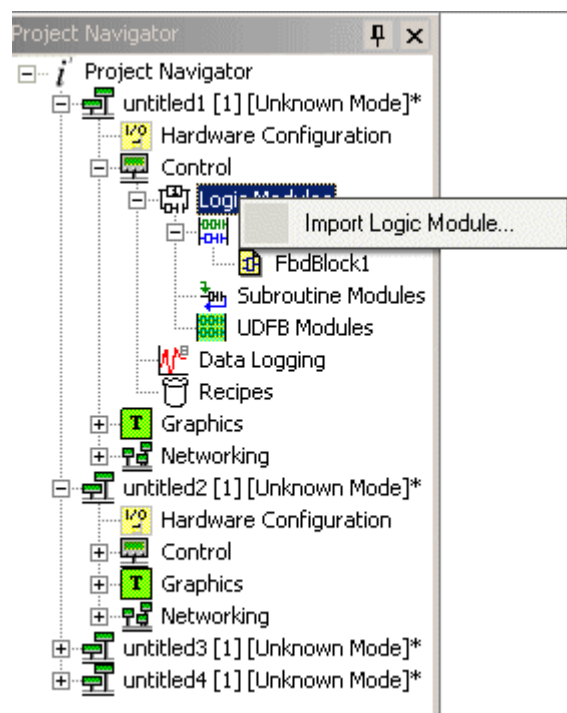 Project Navigator
Project Navigator
untitled1 [1] [Unknown Mode]*
I/O Hardware Configuration
Control
Logic Modules
Import Logic Module...
FbdBlock1
Subroutine Modules
UDFB Modules
Data Logging
Recipes
T Graphics
Networking
untitled2 [1] [Unknown Mode]*
I/O Hardware Configuration
Control
T Graphics
Networking
untitled3 [1] [Unknown Mode]*
untitled4 [1] [Unknown Mode]*